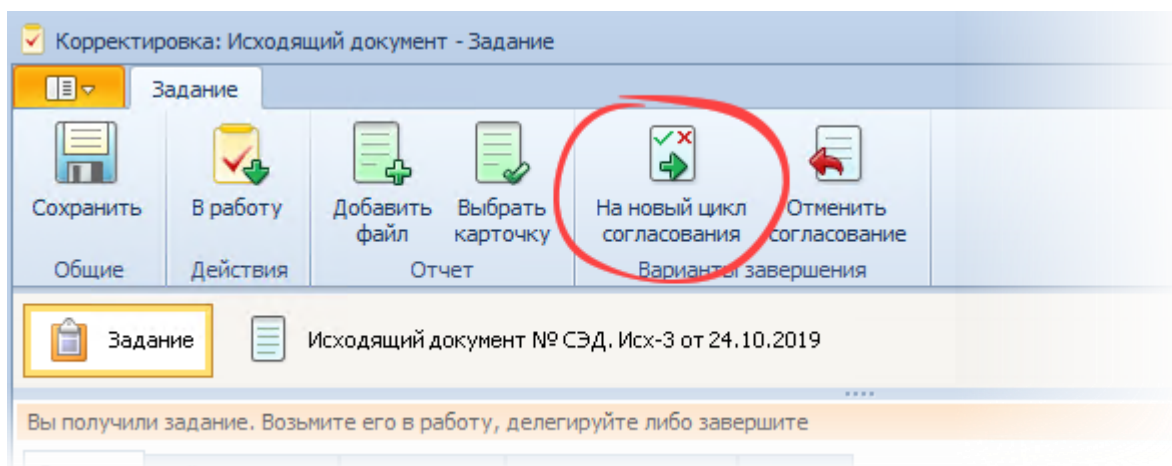 Корректировка: Исходящий документ - Задание
Задание
Сохранить
В работу
Добавить
файл
Выбрать
карточку
На новый цикл
согласования
Отменить
согласование
Общие
Действия
Отчет
Варианты завершения
Задание
Исходящий документ № СЭД. Исх-3 от 24.10.2019
Вы получили задание. Возьмите его в работу, делегируйте либо завершите